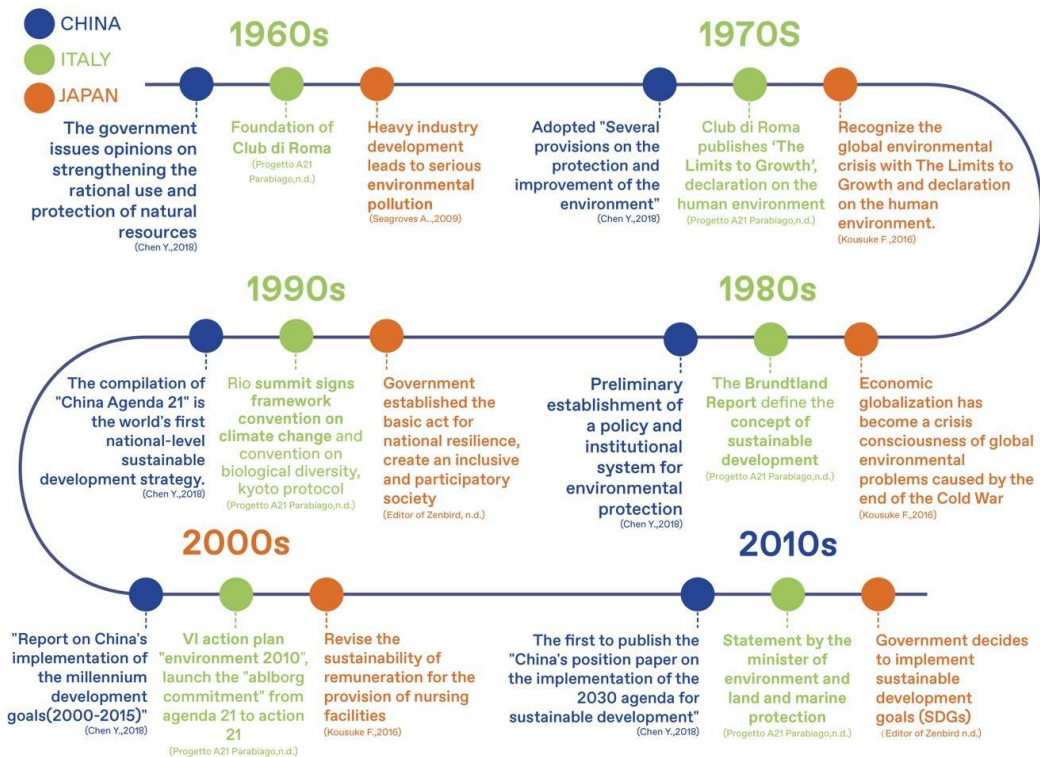 CHINA
ITALY
JAPAN
1960s
The government
issues opinions on
strengthening the
rational use and
protection of natural
resources
(Chen Y.,2018)
Foundation of
Club di Roma
(Progetto A21
Parabiago,n.d.)
Heavy industry
development
leads to serious
environmental
pollution
(Seagroves A..,2009)
1970S
Adopted "Several
provisions on the
protection and
improvement of the
environment"
(Chen Y.,2018)
Club di Roma
publishes ‘The
Limits to Growth’,
declaration on the
human environment
(Progetto A21 Parabiago,n.d.)
Recognize the
global environmental
crisis with The Limits to
Growth and declaration
on the human
environment.
(Kousuke F.,2016)
1990s
The compilation of
"China Agenda 21" is
the world's first
national-level
sustainable
development strategy.
(Chen Y.,2018)
Rio summit signs
framework
convention on
climate change and
convention on
biological diversity,
kyoto protocol
(Progetto A21 Parabiago,n.d.)
Government
established the
basic act for
national resilience,
create an inclusive
and participatory
society
(Editor of Zenbird, n.d.)
1980s
Preliminary
establishment of
a policy and
institutional
system for
environmental
protection
(Chen Y.,2018)
The Brundtland
Report define the
concept of
sustainable
development
(Progetto A21 Parabiago,n.d.)
Economic
globalization has
become a crisis
consciousness of global
environmental
problems caused by the
end of the Cold War
(Kousuke F.,2016)
2000s
"Report on China's
implementation of
the millennium
development
goals(2000-2015)"
(Chen Y.,2018)
VI action plan
"environment 2010",
launch the "ablborg
commitment" from
agenda 21 to action
21
(Progetto A21 Parabiago,n.d.)
Revise the
sustainability of
remuneration for the
provision of nursing
facilities
(Kousuke F.,2016)
2010s
The first to publish the
"China's position paper on
the implementation of the
2030 agenda for
sustainable development"
(Chen Y.,2018)
Statement by the
minister of
environment and
land and marine
protection
(Progetto A21 Parabiago,n.d.)
Government decides
to implement
sustainable
development
goals (SDGs)
(Editor of Zenbird n.d.)